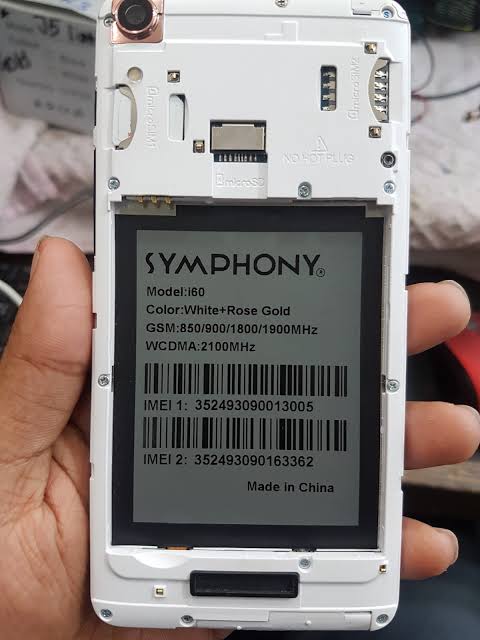 microSIM1
microSIM2
NO HOT PLUG
microSD
SYMPHONY®
Model:i60
Color:White+Rose Gold
GSM:850/900/1800/1900MHz
WCDMA:2100MHz
IMEI 1: 352493090013005
IMEI 2: 352493090163362
Made in China